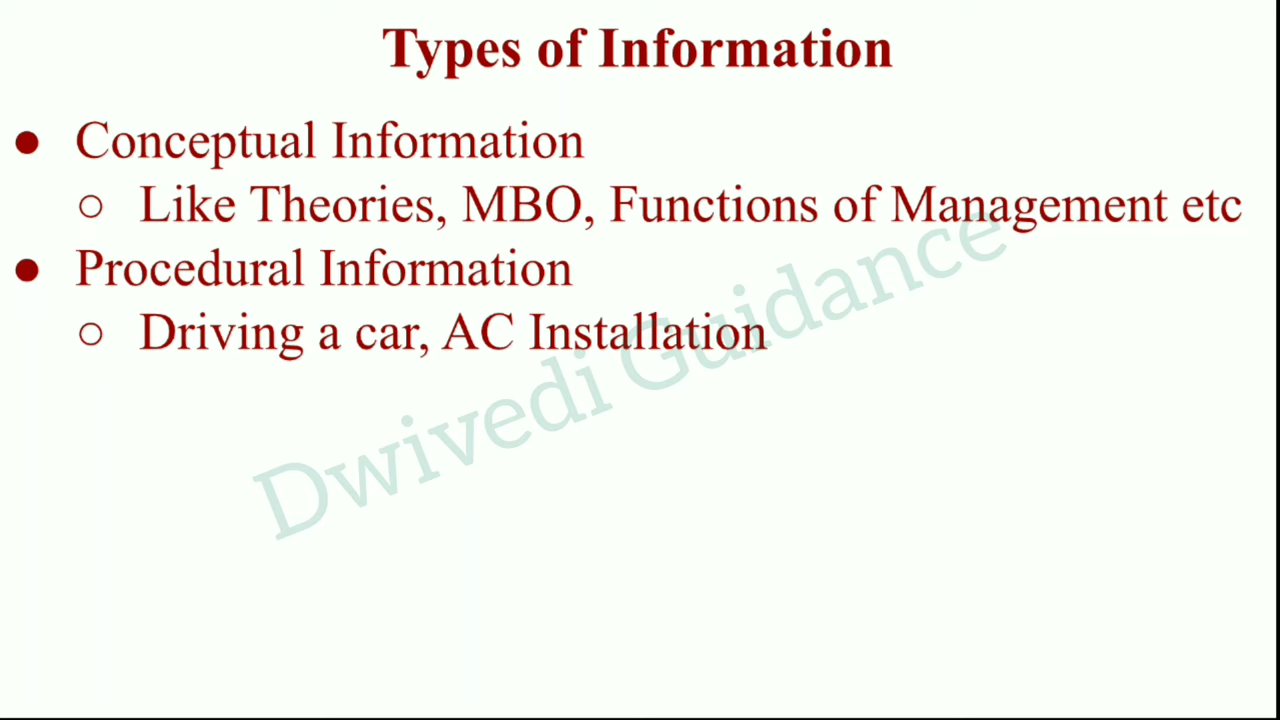 Types of Information
● Conceptual Information
○ Like Theories, MBO, Functions of Management etc
● Procedural Information
○ Driving a car, AC Installation
Dwivedi Guidance